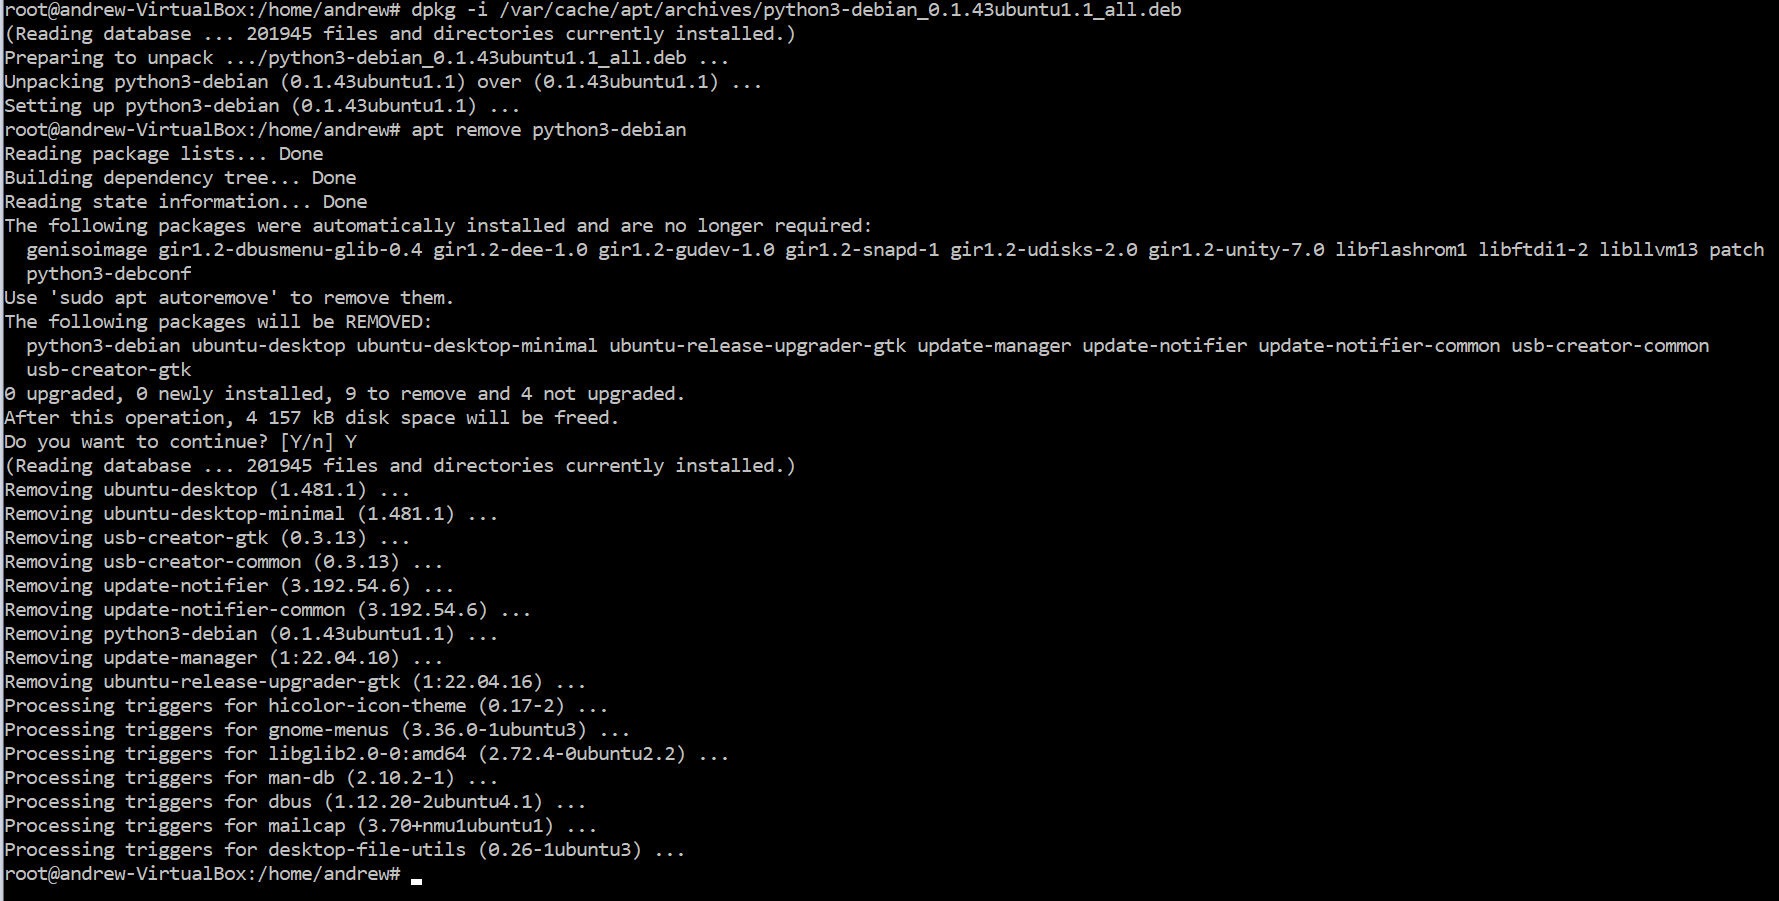 root@andrew-VirtualBox:/home/andrew# dpkg -i /var/cache/apt/archives/python3-debian_0.1.43ubuntu1.1_all.deb
(Reading database ... 201945 files and directories currently installed.)
Preparing to unpack .../python3-debian_0.1.43ubuntu1.1_all.deb ...
Unpacking python3-debian (0.1.43ubuntu1.1) over (0.1.43ubuntu1.1) ...
Setting up python3-debian (0.1.43ubuntu1.1) ...
root@andrew-VirtualBox:/home/andrew# apt remove python3-debian
Reading package lists... Done
Building dependency tree... Done
Reading state information... Done
The following packages were automatically installed and are no longer required:
  genisoimage gir1.2-dbusmenu-glib-0.4 gir1.2-dee-1.0 gir1.2-gudev-1.0 gir1.2-snapd-1 gir1.2-udisks-2.0 gir1.2-unity-7.0 libflashrom1 libftdi1-2 libllvm13 patch
  python3-debconf
Use 'sudo apt autoremove' to remove them.
The following packages will be REMOVED:
  python3-debian ubuntu-desktop ubuntu-desktop-minimal ubuntu-release-upgrader-gtk update-manager update-notifier update-notifier-common usb-creator-common
  usb-creator-gtk
0 upgraded, 0 newly installed, 9 to remove and 4 not upgraded.
After this operation, 4 157 kB disk space will be freed.
Do you want to continue? [Y/n] Y
(Reading database ... 201945 files and directories currently installed.)
Removing ubuntu-desktop (1.481.1) ...
Removing ubuntu-desktop-minimal (1.481.1) ...
Removing usb-creator-gtk (0.3.13) ...
Removing usb-creator-common (0.3.13) ...
Removing update-notifier (3.192.54.6) ...
Removing update-notifier-common (3.192.54.6) ...
Removing python3-debian (0.1.43ubuntu1.1) ...
Removing update-manager (1:22.04.10) ...
Removing ubuntu-release-upgrader-gtk (1:22.04.16) ...
Processing triggers for hicolor-icon-theme (0.17-2) ...
Processing triggers for gnome-menus (3.36.0-1ubuntu3) ...
Processing triggers for libglib2.0-0:amd64 (2.72.4-0ubuntu2.2) ...
Processing triggers for man-db (2.10.2-1) ...
Processing triggers for dbus (1.12.20-2ubuntu4.1) ...
Processing triggers for mailcap (3.70+nmu1ubuntu1) ...
Processing triggers for desktop-file-utils (0.26-1ubuntu3) ...
root@andrew-VirtualBox:/home/andrew#